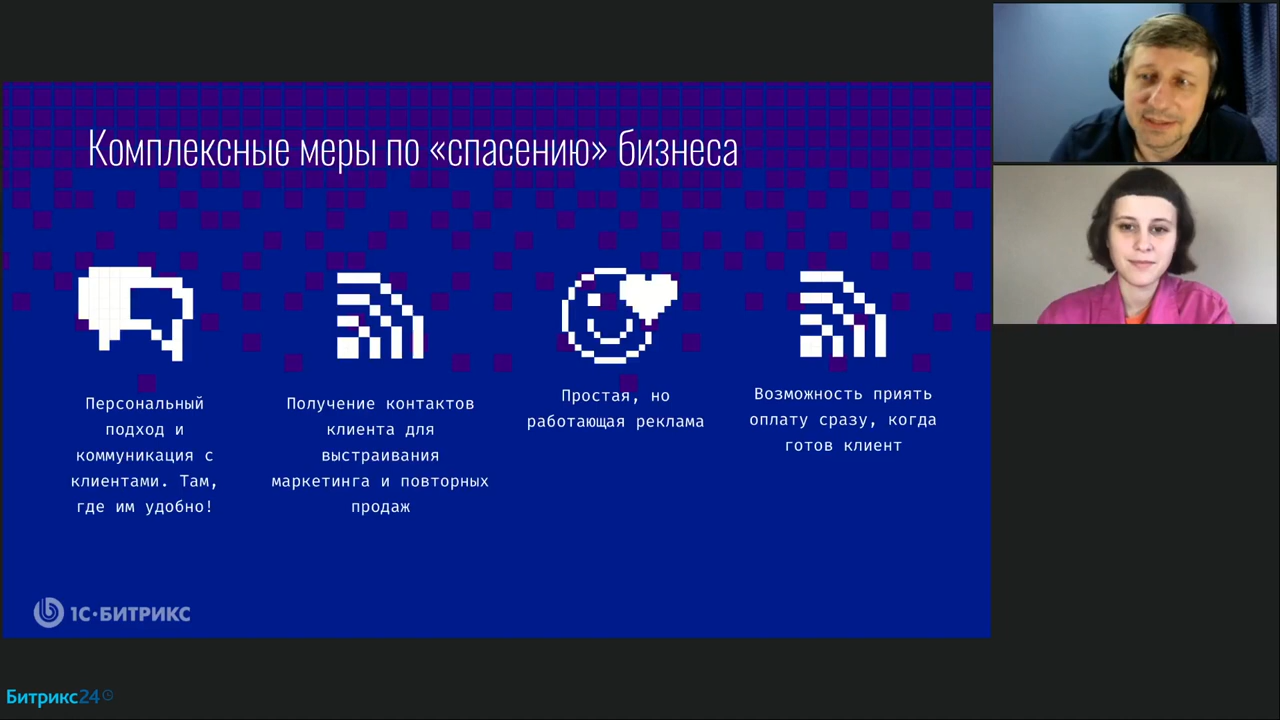 Комплексные меры по «спасению» бизнеса
Персональный
подход и
коммуникация с
клиентами. Там,
где им удобно!
Получение контактов
клиента для
выстраивания
маркетинга и повторных
продаж
Простая, но
работающая реклама
Возможность приять
оплату сразу, когда
готов клиент
1С·БИТРИКС
Битрикс24